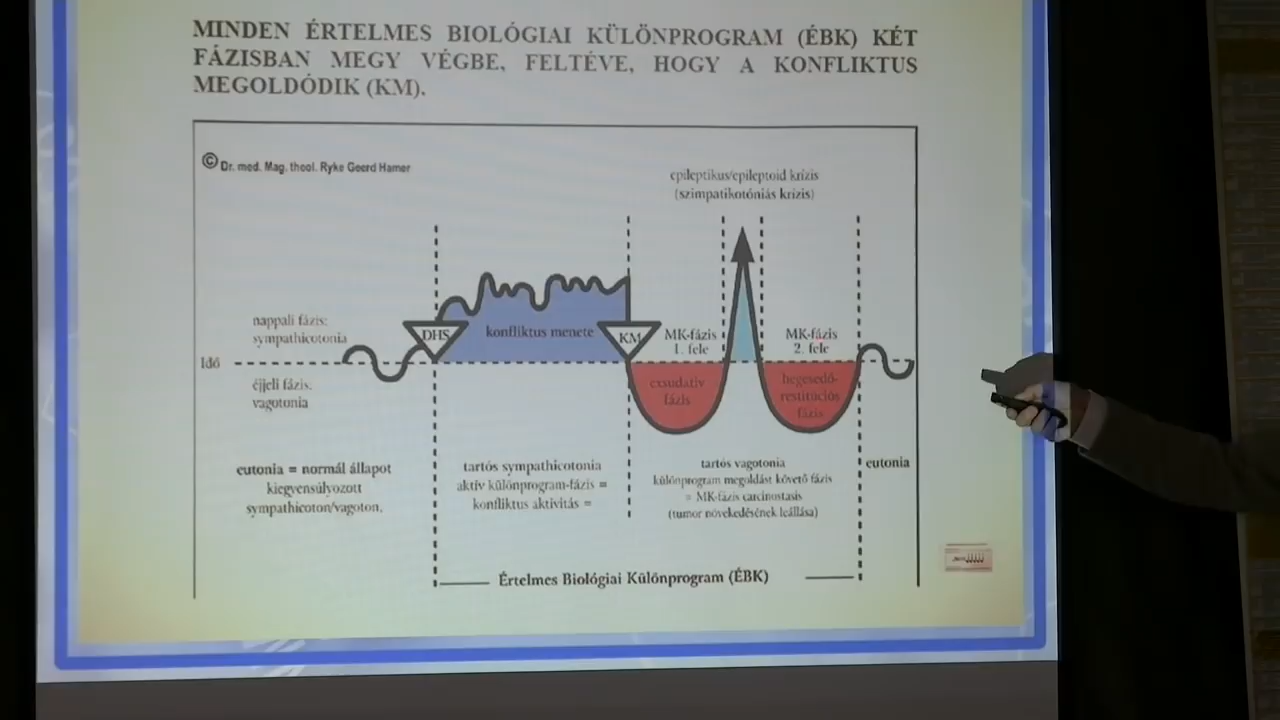 MINDEN ÉRTELMES BIOLÓGIAI KÜLÖNPROGRAM (ÉBK) KÉT
FÁZISBAN MEGY VÉGBE, FELTÉVE, HOGY A KONFLIKTUS
MEGOLDÓDIK (KM).
© Dr. med. Mag. theol. Ryke Geerd Hamer
epileptikus/epileptoid krízis
(szimpatikotóniás krízis)
nappali fázis:
sympathicotonia
Idő
éjjeli fázis:
vagotonia
DHS
konfliktus menete
KM
MK-fázis
1. fele
MK-fázis
2. fele
exsudatív
fázis
hegesedő-
restitúciós
fázis
eutonia = normál állapot
kiegyensúlyozott
sympathicoton/vagoton.
tartós sympathicotonia
aktív különprogram-fázis =
konfliktus aktivitás =
tartós vagotonia
különprogram megoldást követő fázis
= MK-fázis carcinostasis
(tumor növekedésének leállása)
eutonia
Értelmes Biológiai Különprogram (ÉBK)